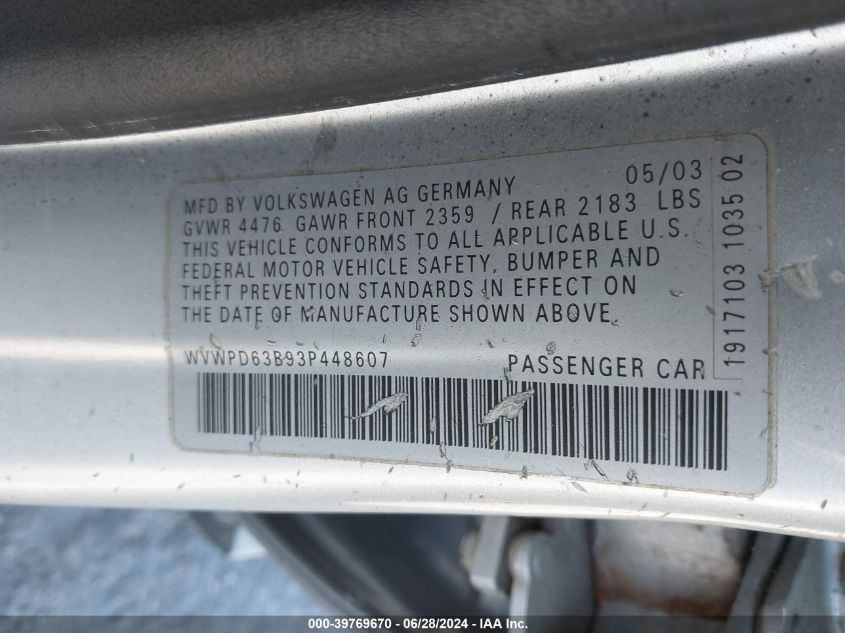 05/03
MFD BY VOLKSWAGEN AG GERMANY
GVWR 4476 GAWR FRONT 2359 / REAR 2183 LBS
THIS VEHICLE CONFORMS TO ALL APPLICABLE U.S.
FEDERAL MOTOR VEHICLE SAFETY, BUMPER AND
THEFT PREVENTION STANDARDS IN EFFECT ON
THE DATE OF MANUFACTURE SHOWN ABOVE.
WVWPD63B93P448607 PASSENGER CAR
1917103 1035 02
000-39769670 / 06/28/2024 - IAA Inc.